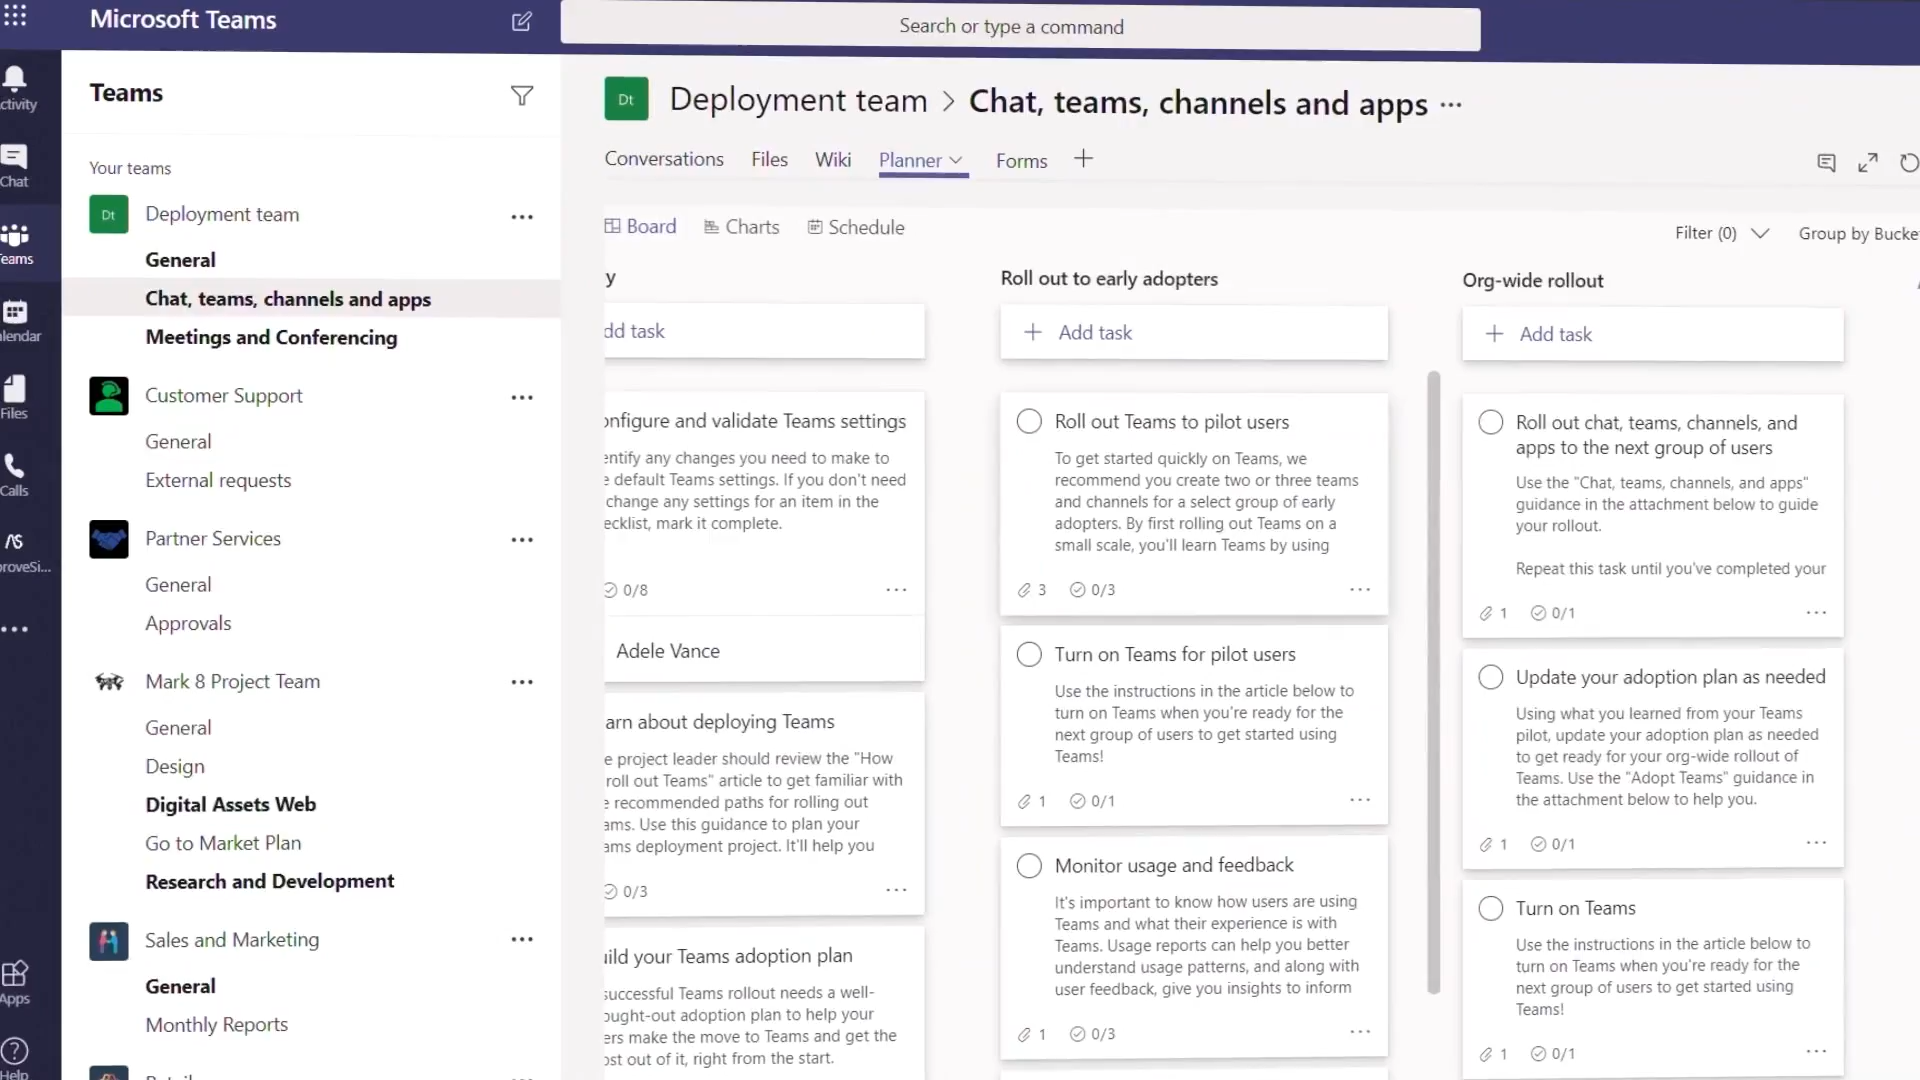 Microsoft Teams
Search or type a command
ctivity
Chat
Teams
alendar
Files
Calls
proveSi...
Apps
Help
Teams
Your teams
Dt Deployment team
General
Chat, teams, channels and apps
Meetings and Conferencing
Customer Support
General
External requests
Partner Services
General
Approvals
Mark 8 Project Team
General
Design
Digital Assets Web
Go to Market Plan
Research and Development
Sales and Marketing
General
Monthly Reports
Dt Deployment team > Chat, teams, channels and apps ...
Conversations Files Wiki Planner Forms +
Board Charts Schedule
Filter (0) Group by Bucke
y
dd task
onfigure and validate Teams settings
entify any changes you need to make to
e default Teams settings. If you don't need
change any settings for an item in the
ecklist, mark it complete.
0/8
Adele Vance
arn about deploying Teams
e project leader should review the "How
roll out Teams" article to get familiar with
e recommended paths for rolling out
ams. Use this guidance to plan your
ams deployment project. It'll help you
0/3
uild your Teams adoption plan
successful Teams rollout needs a well-
ought-out adoption plan to help your
ers make the move to Teams and get the
ost out of it, right from the start.
Roll out to early adopters
+ Add task
Roll out Teams to pilot users
To get started quickly on Teams, we
recommend you create two or three teams
and channels for a select group of early
adopters. By first rolling out Teams on a
small scale, you'll learn Teams by using
3 0/3
Turn on Teams for pilot users
Use the instructions in the article below to
turn on Teams when you're ready for the
next group of users to get started using
Teams!
1 0/1
Monitor usage and feedback
It's important to know how users are using
Teams and what their experience is with
Teams. Usage reports can help you better
understand usage patterns, and along with
user feedback, give you insights to inform
1 0/3
Org-wide rollout
+ Add task
Roll out chat, teams, channels, and
apps to the next group of users
Use the "Chat, teams, channels, and apps"
guidance in the attachment below to guide
your rollout.
Repeat this task until you've completed your
1 0/1
Update your adoption plan as needed
Using what you learned from your Teams
pilot, update your adoption plan as needed
to get ready for your org-wide rollout of
Teams. Use the "Adopt Teams" guidance in
the attachment below to help you.
1 0/1
Turn on Teams
Use the instructions in the article below to
turn on Teams when you're ready for the
next group of users to get started using
Teams!
1 0/1